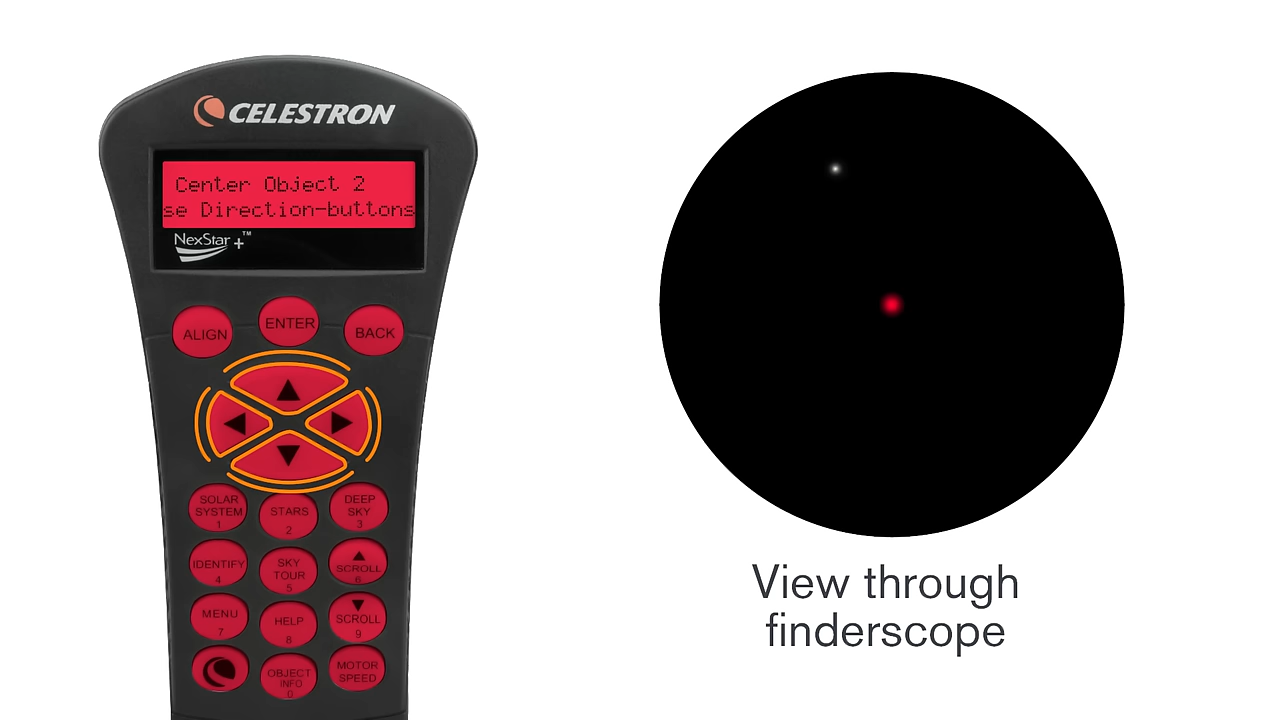 CELESTRON
Center Object 2
se Direction-buttons
NexStar +™
ALIGN
ENTER
BACK
SOLAR
SYSTEM
1
STARS
2
DEEP
SKY
3
IDENTIFY
4
SKY
TOUR
5
SCROLL
6
MENU
7
HELP
8
SCROLL
9
OBJECT
INFO
0
MOTOR
SPEED
View through
finderscope